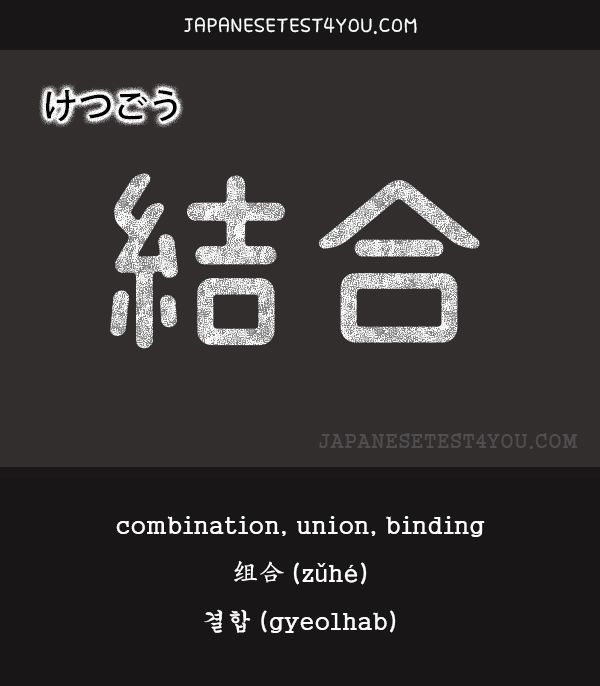 JAPANESETEST4YOU.COM
けつごう
結合
JAPANESETEST4YOU.COM
combination, union, binding
组合 (zǔhé)
결합 (gyeolhab)